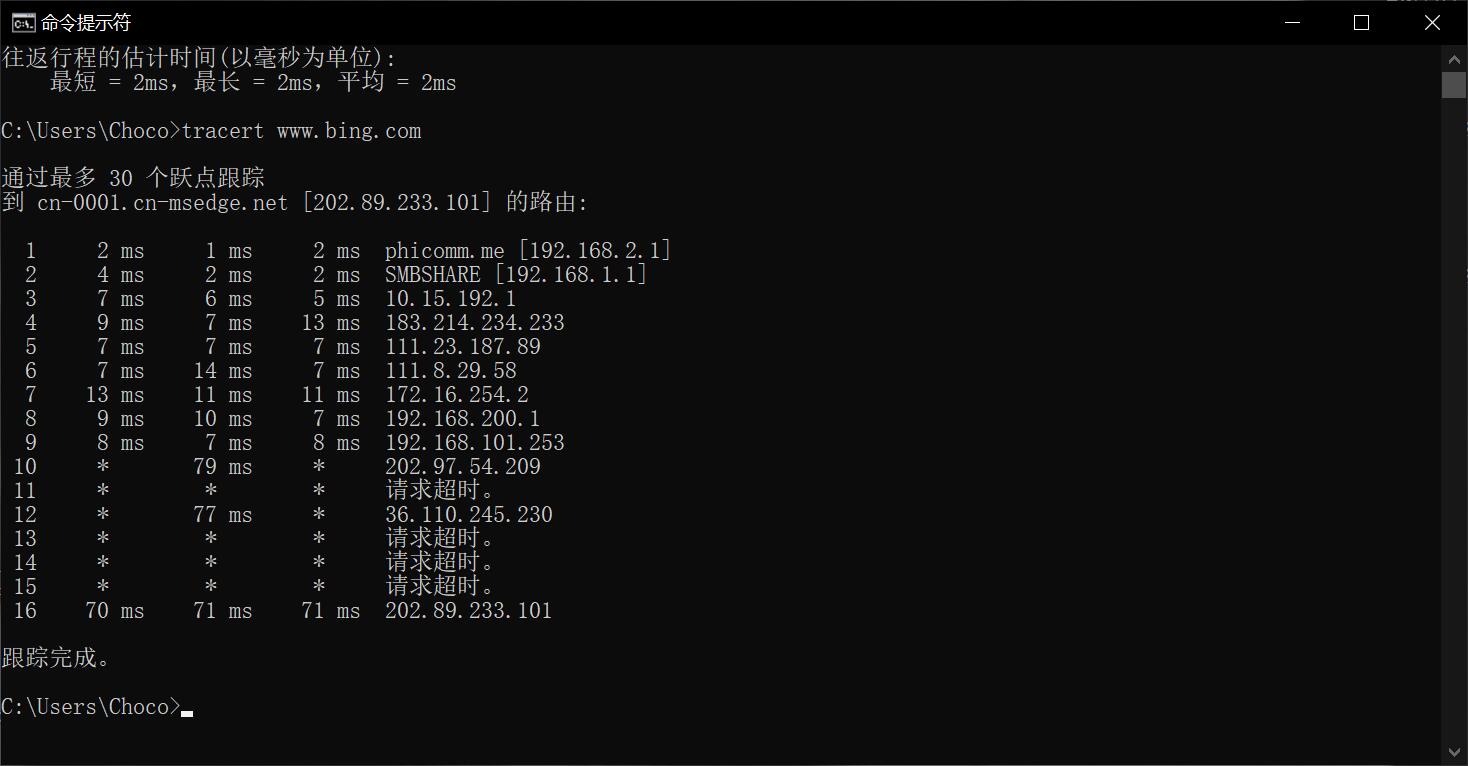 命令提示符
往返行程的估计时间(以毫秒为单位):
    最短 = 2ms，最长 = 2ms，平均 = 2ms
C:\Users\Choco>tracert www.bing.com
通过最多 30 个跃点跟踪
到 cn-0001.cn-msedge.net [202.89.233.101] 的路由:
  1     2 ms     1 ms     2 ms  phicomm.me [192.168.2.1]
  2     4 ms     2 ms     2 ms  SMBSHARE [192.168.1.1]
  3     7 ms     6 ms     5 ms  10.15.192.1
  4     9 ms     7 ms    13 ms  183.214.234.233
  5     7 ms     7 ms     7 ms  111.23.187.89
  6     7 ms    14 ms     7 ms  111.8.29.58
  7    13 ms    11 ms    11 ms  172.16.254.2
  8     9 ms    10 ms     7 ms  192.168.200.1
  9     8 ms     7 ms     8 ms  192.168.101.253
 10     *       79 ms     *     202.97.54.209
 11     *        *        *     请求超时。
 12     *       77 ms     *     36.110.245.230
 13     *        *        *     请求超时。
 14     *        *        *     请求超时。
 15     *        *        *     请求超时。
 16    70 ms    71 ms    71 ms  202.89.233.101
跟踪完成。
C:\Users\Choco>